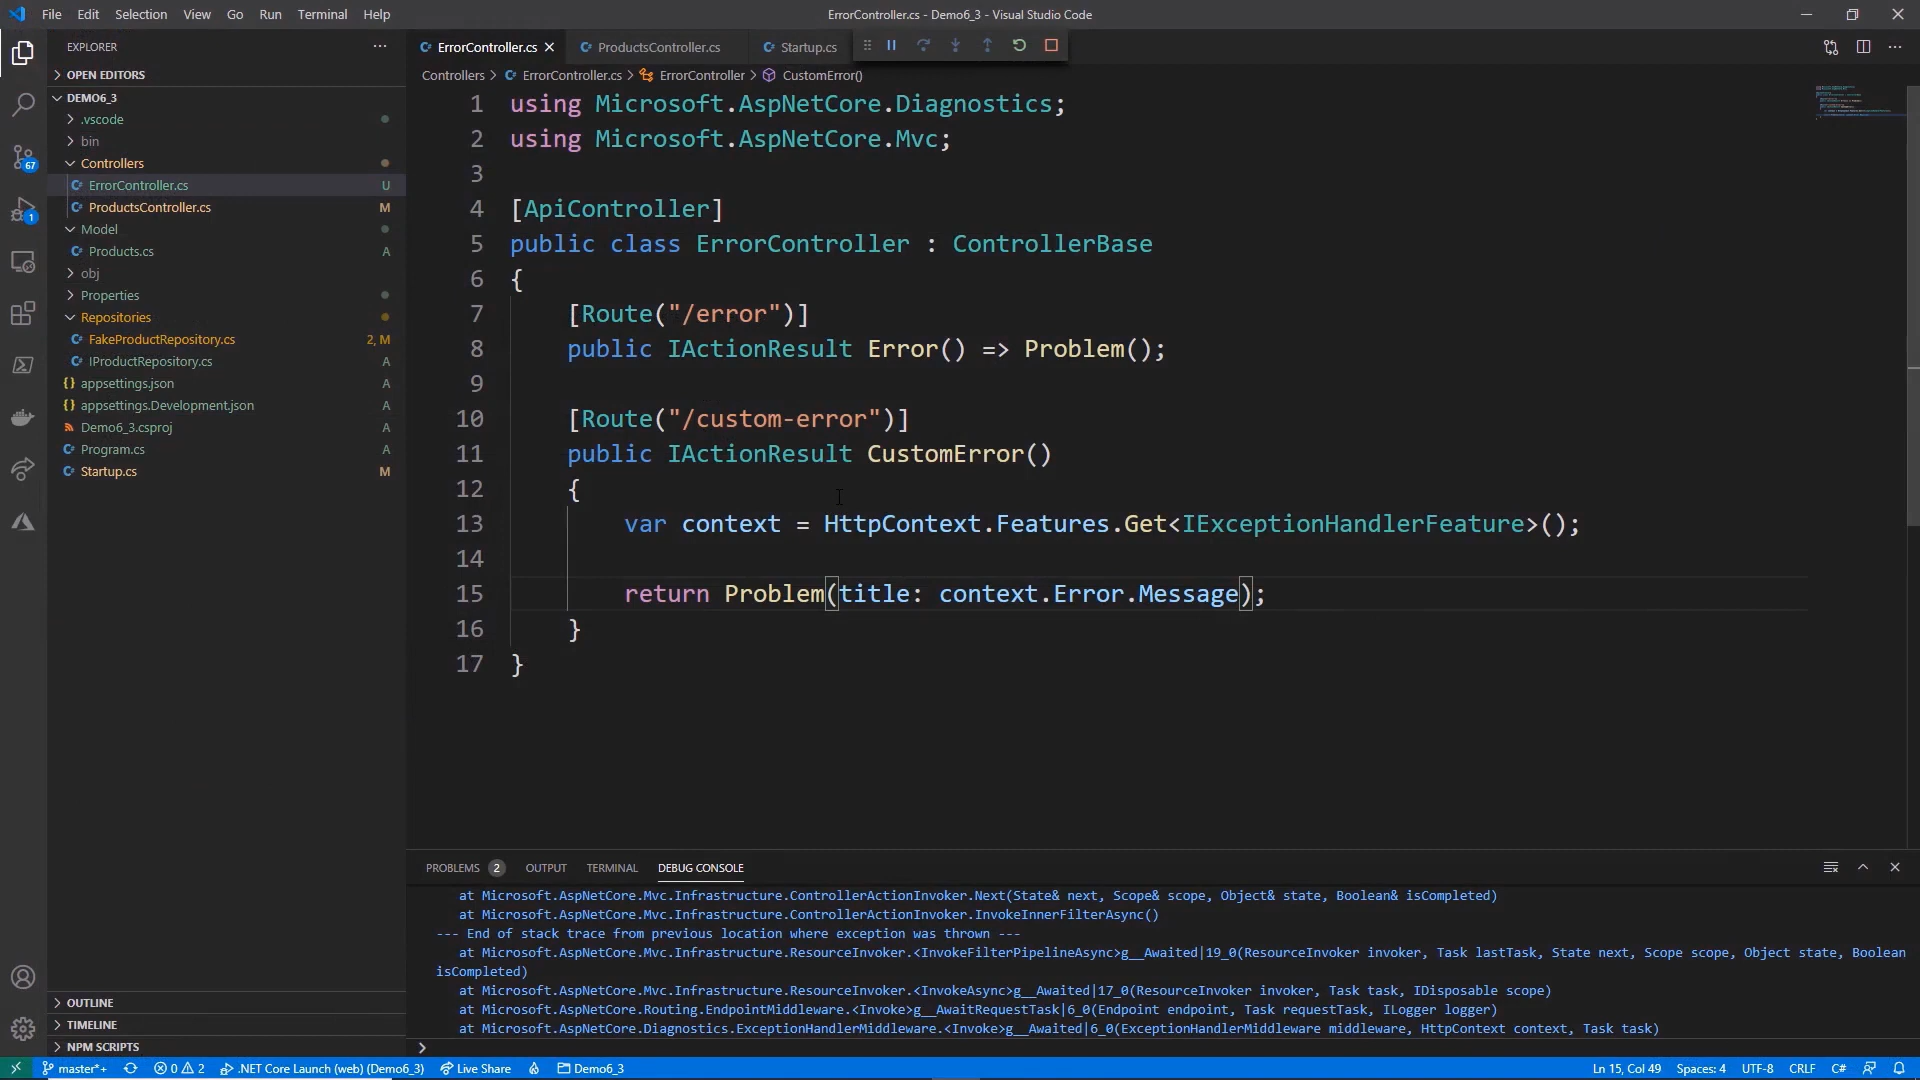 File Edit Selection View Go Run Terminal Help
ErrorController.cs - Demo6_3 - Visual Studio Code
EXPLORER
OPEN EDITORS
DEMO6_3
.vscode
bin
Controllers
ErrorController.cs U
ProductsController.cs M
Model
Products.cs A
obj
Properties
Repositories
FakeProductRepository.cs 2, M
IProductRepository.cs A
appsettings.json A
appsettings.Development.json A
Demo6_3.csproj A
Program.cs A
Startup.cs M
OUTLINE
TIMELINE
NPM SCRIPTS
67
1
ErrorController.cs ProductsController.cs Startup.cs
Controllers > ErrorController.cs > ErrorController > CustomError()
1 using Microsoft.AspNetCore.Diagnostics;
2 using Microsoft.AspNetCore.Mvc;
3
4 [ApiController]
5 public class ErrorController : ControllerBase
6 {
7 [Route("/error")]
8 public IActionResult Error() => Problem();
9
10 [Route("/custom-error")]
11 public IActionResult CustomError()
12 {
13 var context = HttpContext.Features.Get<IExceptionHandlerFeature>();
14
15 return Problem(title: context.Error.Message);
16 }
17 }
PROBLEMS 2 OUTPUT TERMINAL DEBUG CONSOLE
at Microsoft.AspNetCore.Mvc.Infrastructure.ControllerActionInvoker.Next(State& next, Scope& scope, Object& state, Boolean& isCompleted)
at Microsoft.AspNetCore.Mvc.Infrastructure.ControllerActionInvoker.InvokeInnerFilterAsync()
--- End of stack trace from previous location where exception was thrown ---
at Microsoft.AspNetCore.Mvc.Infrastructure.ResourceInvoker.<InvokeFilterPipelineAsync>g__Awaited|19_0(ResourceInvoker invoker, Task lastTask, State next, Scope scope, Object state, Boolean
isCompleted)
at Microsoft.AspNetCore.Mvc.Infrastructure.ResourceInvoker.<InvokeAsync>g__Awaited|17_0(ResourceInvoker invoker, Task task, IDisposable scope)
at Microsoft.AspNetCore.Routing.EndpointMiddleware.<Invoke>g__AwaitRequestTask|6_0(Endpoint endpoint, Task requestTask, ILogger logger)
at Microsoft.AspNetCore.Diagnostics.ExceptionHandlerMiddleware.<Invoke>g__Awaited|6_0(ExceptionHandlerMiddleware middleware, HttpContext context, Task task)
master*+ 0 2 .NET Core Launch (web) (Demo6_3) Live Share Demo6_3 Ln 15, Col 49 Spaces: 4 UTF-8 CRLF C#